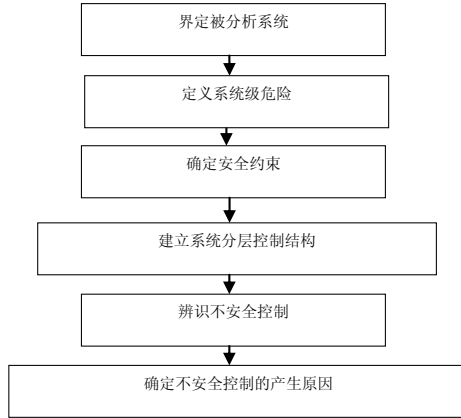 界定被分析系统
定义系统级危险
确定安全约束
建立系统分层控制结构
辨识不安全控制
确定不安全控制的产生原因